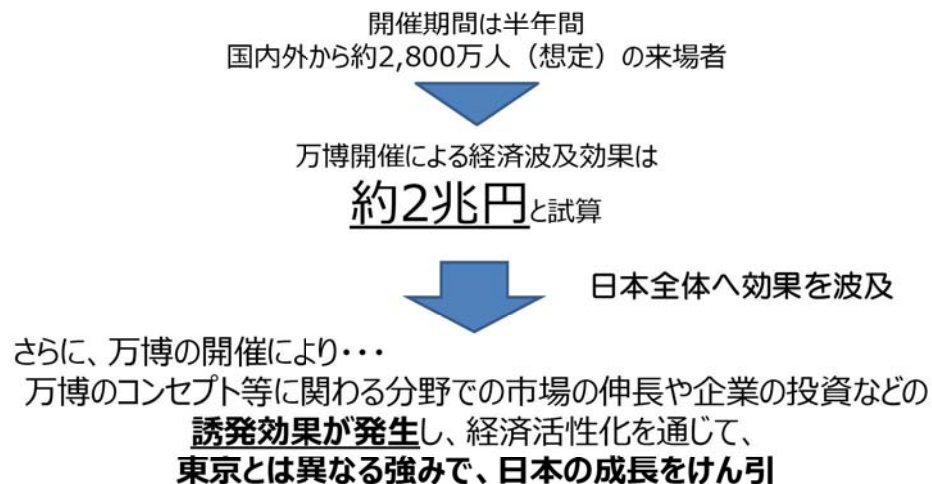 開催期間は半年間
国内外から約2,800万人（想定）の来場者
万博開催による経済波及効果は
約2兆円と試算
日本全体へ効果を波及
さらに、万博の開催により・・・
万博のコンセプト等に関わる分野での市場の伸長や企業の投資などの
誘発効果が発生し、経済活性化を通じて、
東京とは異なる強みで、日本の成長をけん引